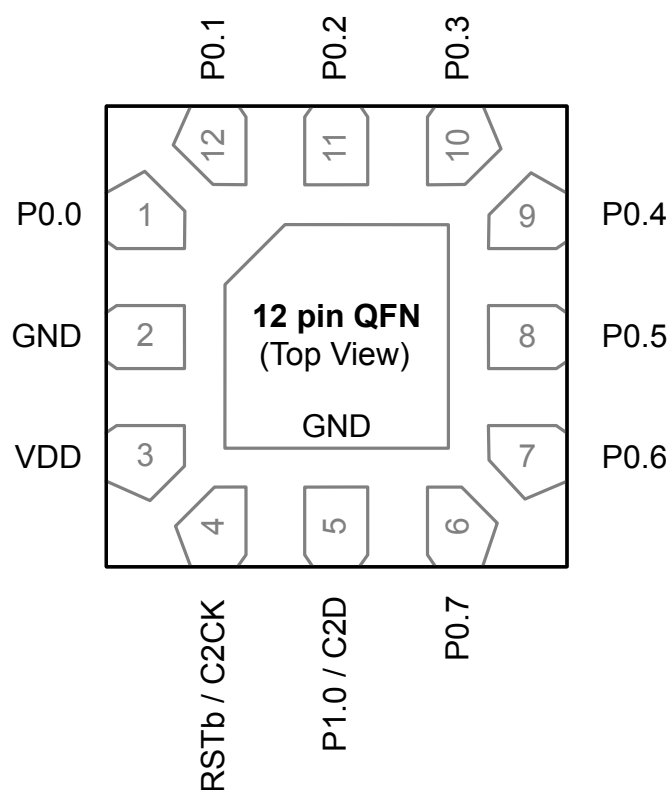 P0.1
P0.2
P0.3
12
11
10
P0.0
1
9
P0.4
GND
2
12 pin QFN
(Top View)
8
P0.5
GND
VDD
3
7
P0.6
4
5
6
RSTb / C2CK
P1.0 / C2D
P0.7